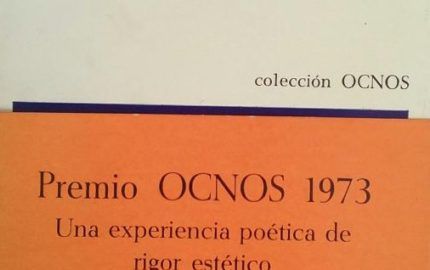 colección OCNOS
Premio OCNOS 1973
Una experiencia poética de
rigor estético